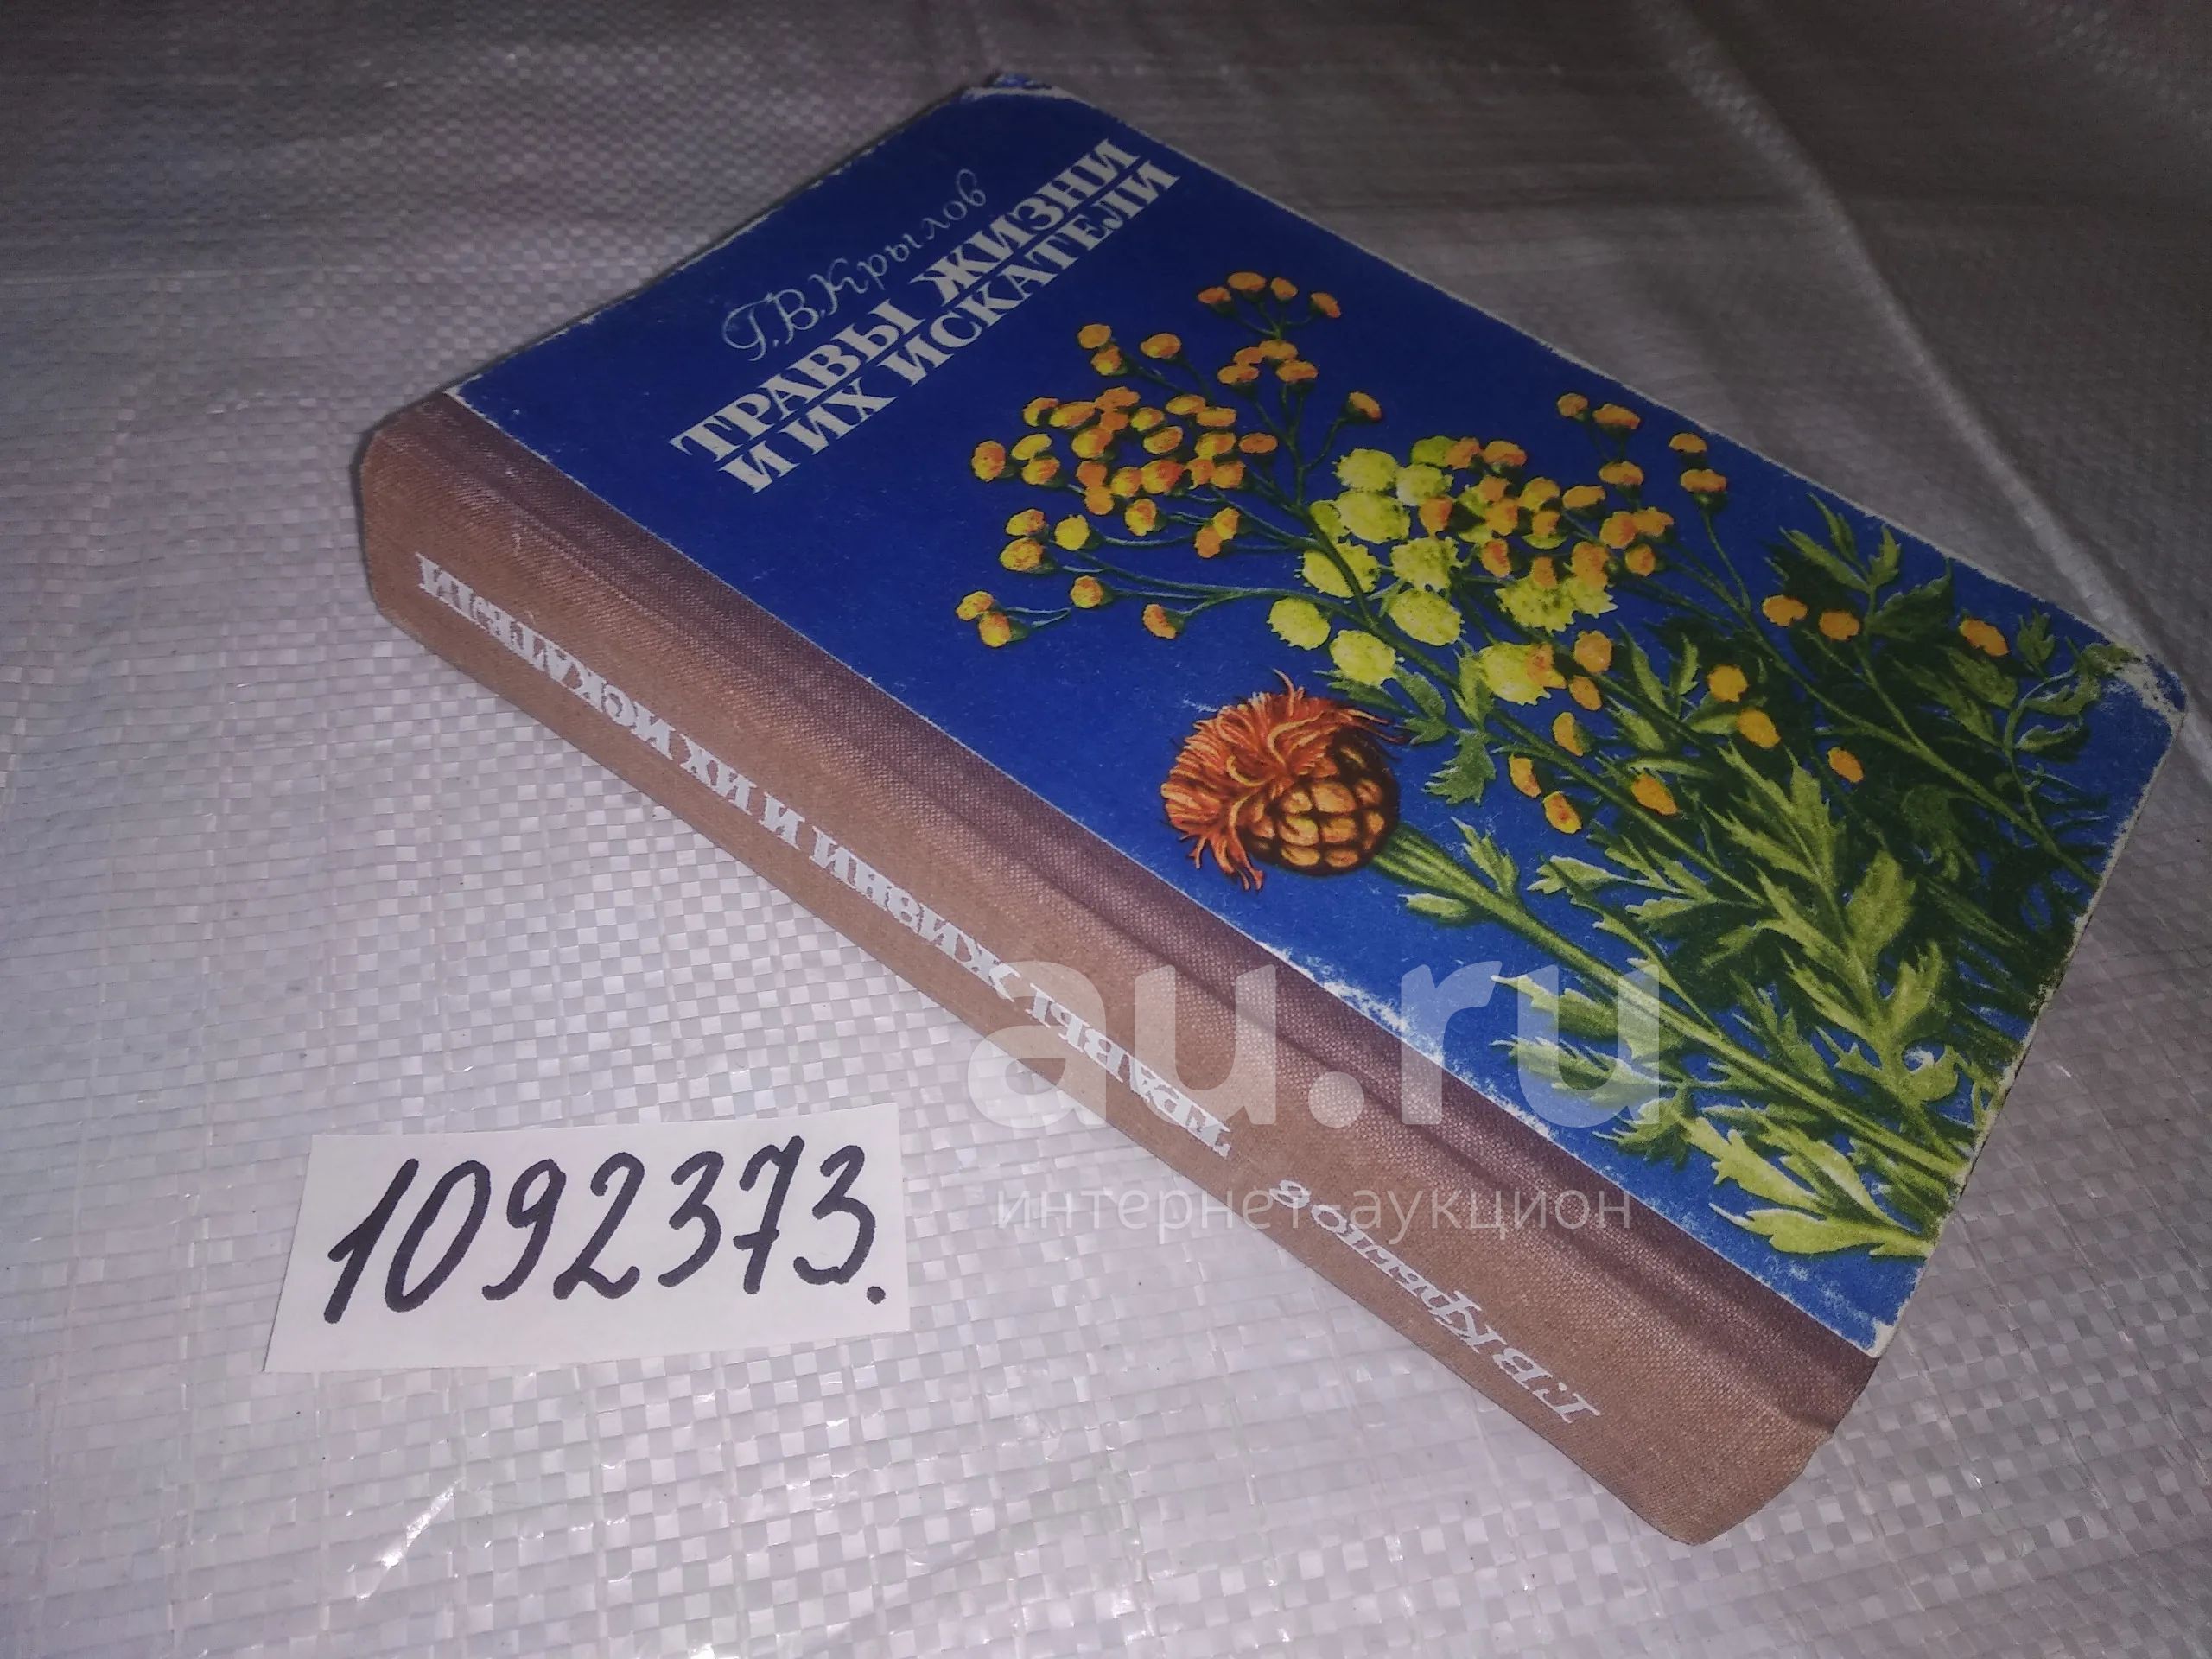 Г.В.Крылов
ТРАВЫ ЖИЗНИ
И ИХ ИСКАТЕЛИ
Г.В.Крылов ТРАВЫ ЖИЗНИ И ИХ ИСКАТЕЛИ
1092373.
au.ru
интернет-аукцион